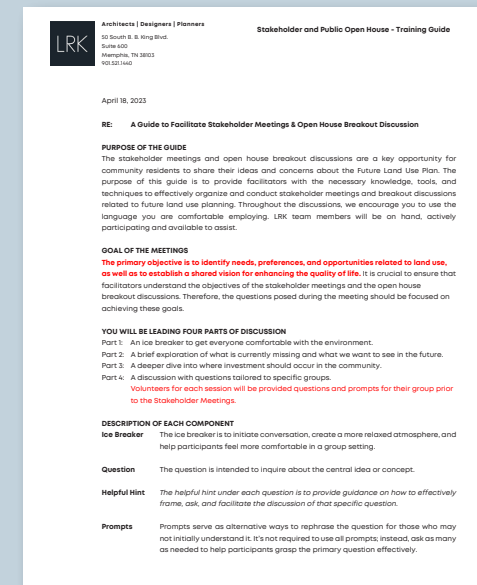 LRK
Architects | Designers | Planners
50 South B. B. King Blvd.
Suite 600
Memphis, TN 38103
901.521.1440
Stakeholder and Public Open House - Training Guide
April 18, 2023
RE: A Guide to Facilitate Stakeholder Meetings & Open House Breakout Discussion
PURPOSE OF THE GUIDE
The stakeholder meetings and open house breakout discussions are a key opportunity for
community residents to share their ideas and concerns about the Future Land Use Plan. The
purpose of this guide is to provide facilitators with the necessary knowledge, tools, and
techniques to effectively organize and conduct stakeholder meetings and breakout discussions
related to future land use planning. Throughout the discussions, we encourage you to use the
language you are comfortable employing. LRK team members will be on hand, actively
participating and available to assist.
GOAL OF THE MEETINGS
The primary objective is to identify needs, preferences, and opportunities related to land use,
as well as to establish a shared vision for enhancing the quality of life. It is crucial to ensure that
facilitators understand the objectives of the stakeholder meetings and the open house
breakout discussions. Therefore, the questions posed during the meeting should be focused on
achieving these goals.
YOU WILL BE LEADING FOUR PARTS OF DISCUSSION
Part 1: An ice breaker to get everyone comfortable with the environment.
Part 2: A brief exploration of what is currently missing and what we want to see in the future.
Part 3: A deeper dive into where investment should occur in the community.
Part 4: A discussion with questions tailored to specific groups.
Volunteers for each session will be provided questions and prompts for their group prior
to the Stakeholder Meetings.
DESCRIPTION OF EACH COMPONENT
Ice Breaker The ice breaker is to initiate conversation, create a more relaxed atmosphere, and
help participants feel more comfortable in a group setting.
Question The question is intended to inquire about the central idea or concept.
Helpful Hint The helpful hint under each question is to provide guidance on how to effectively
frame, ask, and facilitate the discussion of that specific question.
Prompts Prompts serve as alternative ways to rephrase the question for those who may
not initially understand it. It's not required to use all prompts; instead, ask as many
as needed to help participants grasp the primary question effectively.